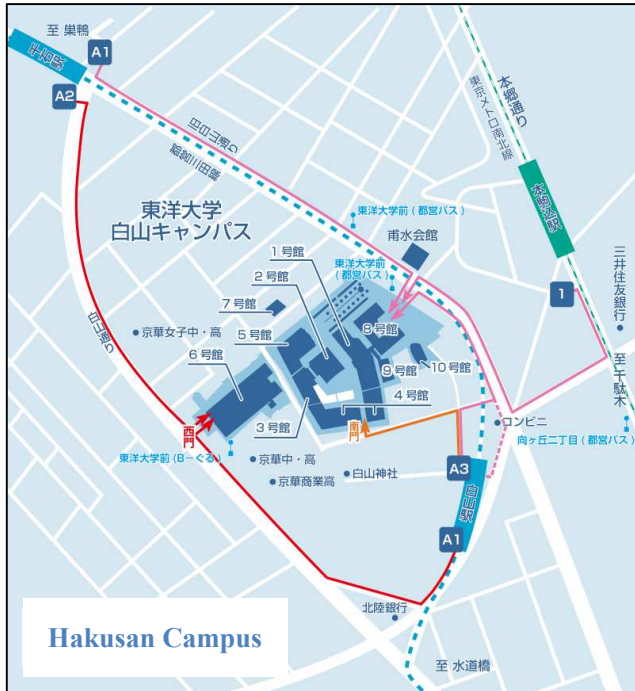 至 巣鴨
A1
千石駅
A2
旧白山通り
都営三田線
本郷通り
東京メトロ南北線
本駒込駅
東洋大学
白山キャンパス
東洋大学前 ( 都営バス )
甫水会館
東洋大学前
( 都営バス )
1 号館
2 号館
7 号館
5 号館
6 号館
8号館
9 号館
10 号館
4 号館
3 号館
白山通り
京華女子中・高
1
三井住友銀行
至 千駄木
西門
南門
東洋大学前 (B－ぐる)
京華中・高
京華商業高
白山神社
コンビニ
向ヶ丘二丁目 ( 都営バス )
A3
白山駅
A1
北陸銀行
至 水道橋
Hakusan Campus